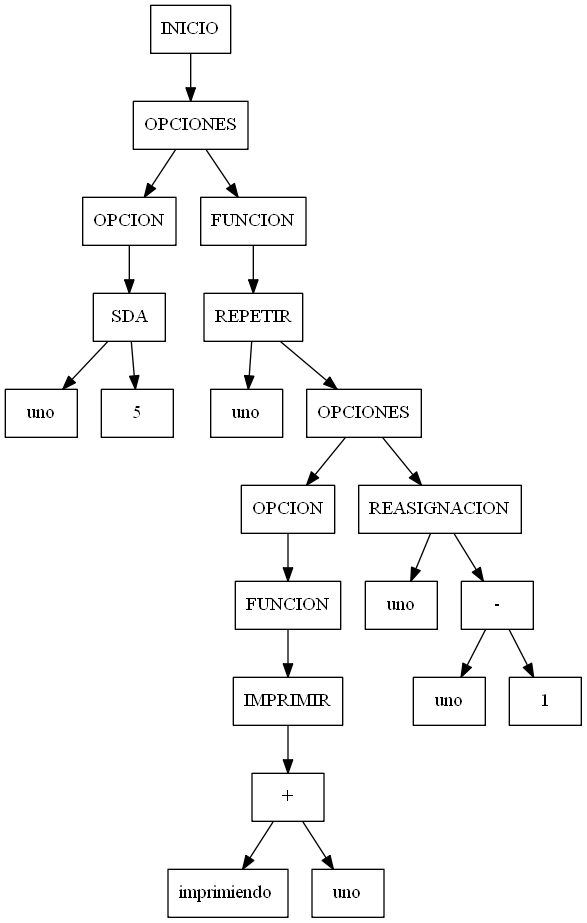 INICIO
OPCIONES
OPCION
FUNCION
SDA
REPETIR
uno
5
uno
OPCIONES
OPCION
REASIGNACION
FUNCION
uno
-
IMPRIMIR
uno
1
+
imprimiendo
uno